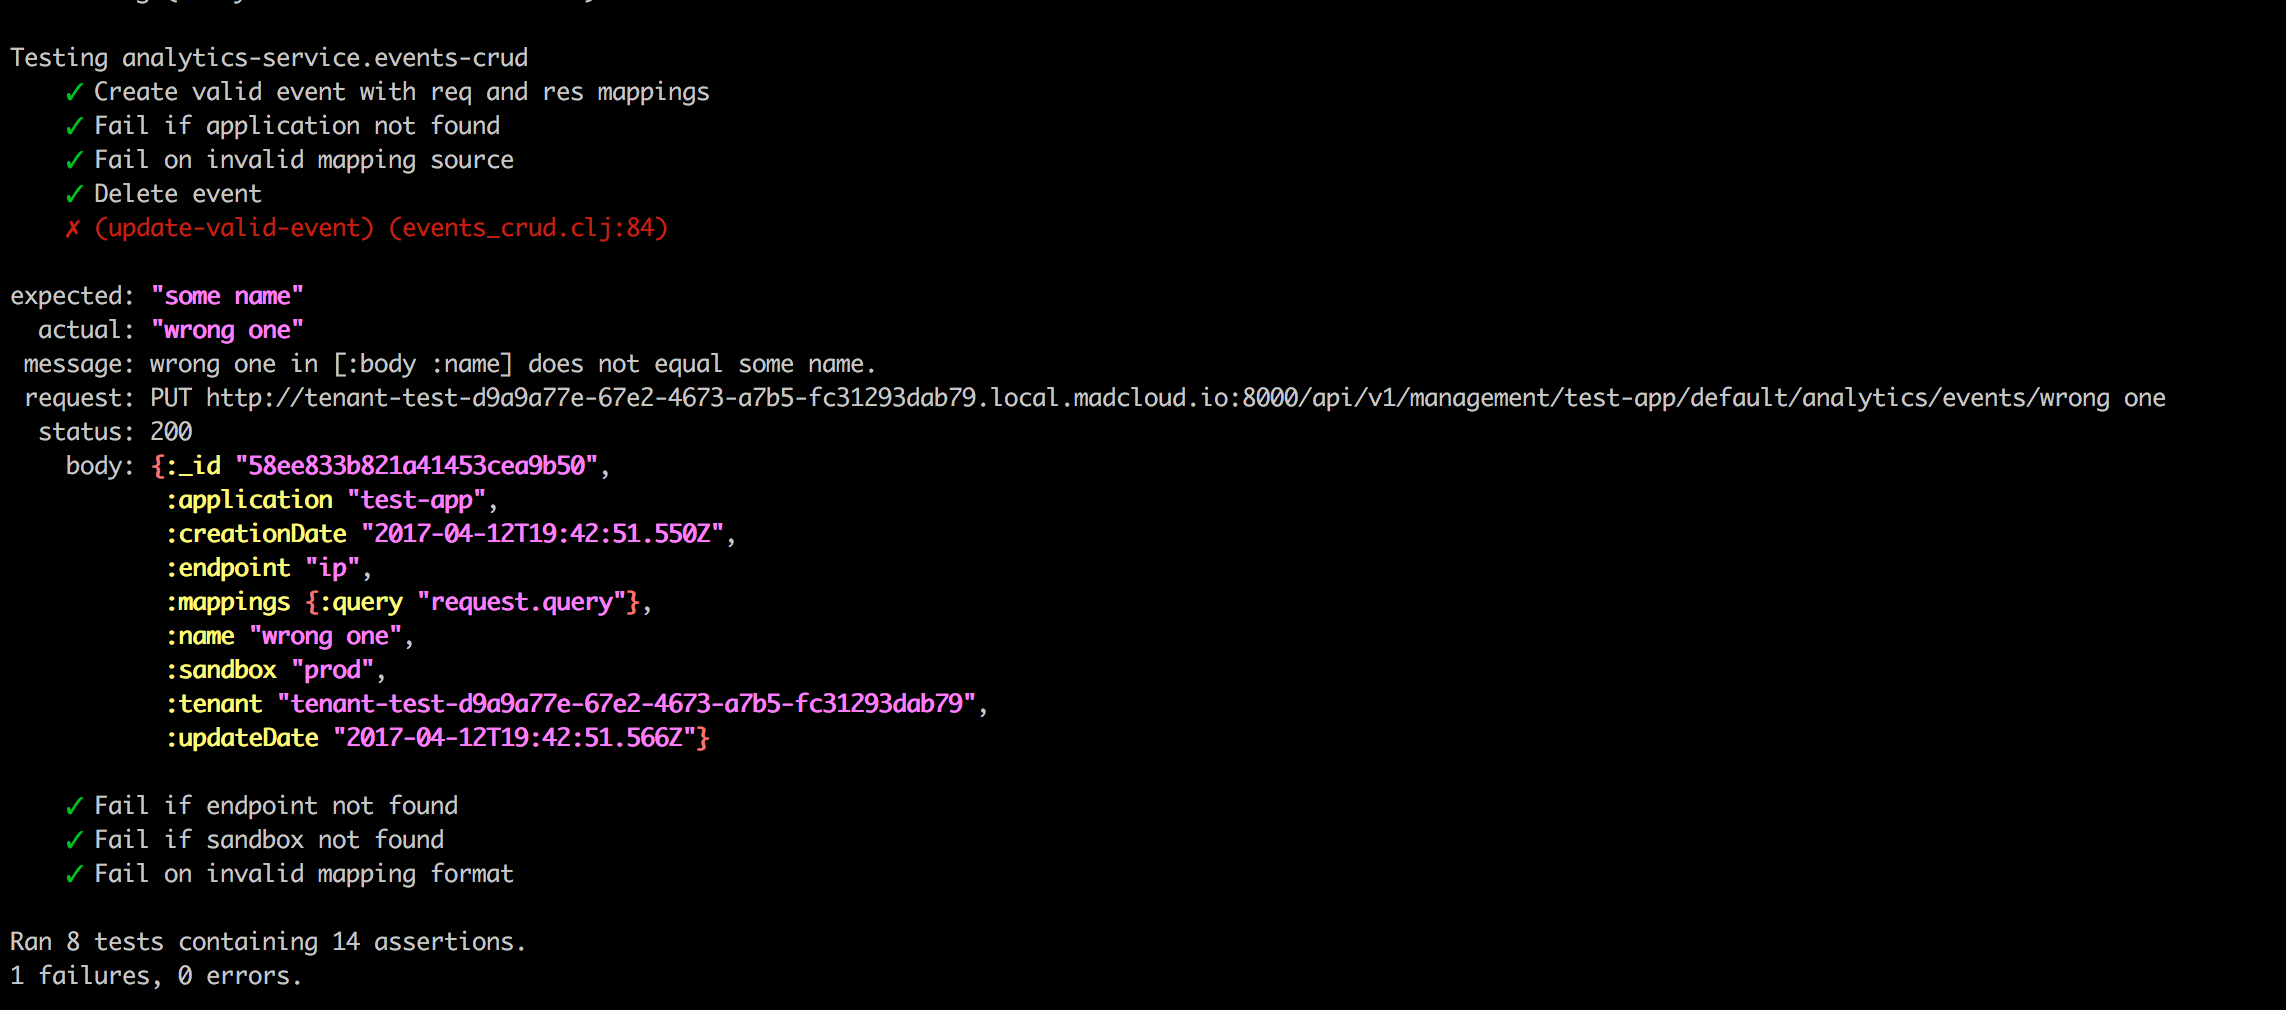 Testing analytics-service.events-crud
✓ Create valid event with req and res mappings
✓ Fail if application not found
✓ Fail on invalid mapping source
✓ Delete event
✗ (update-valid-event) (events_crud.clj:84)
expected: "some name"
actual: "wrong one"
message: wrong one in [:body :name] does not equal some name.
request: PUT http://tenant-test-d9a9a77e-67e2-4673-a7b5-fc31293dab79.local.madcloud.io:8000/api/v1/management/test-app/default/analytics/events/wrong one
status: 200
body: {:_id "58ee833b821a41453cea9b50",
:application "test-app",
:creationDate "2017-04-12T19:42:51.550Z",
:endpoint "ip",
:mappings {:query "request.query"},
:name "wrong one",
:sandbox "prod",
:tenant "tenant-test-d9a9a77e-67e2-4673-a7b5-fc31293dab79",
:updateDate "2017-04-12T19:42:51.566Z"}
✓ Fail if endpoint not found
✓ Fail if sandbox not found
✓ Fail on invalid mapping format
Ran 8 tests containing 14 assertions.
1 failures, 0 errors.